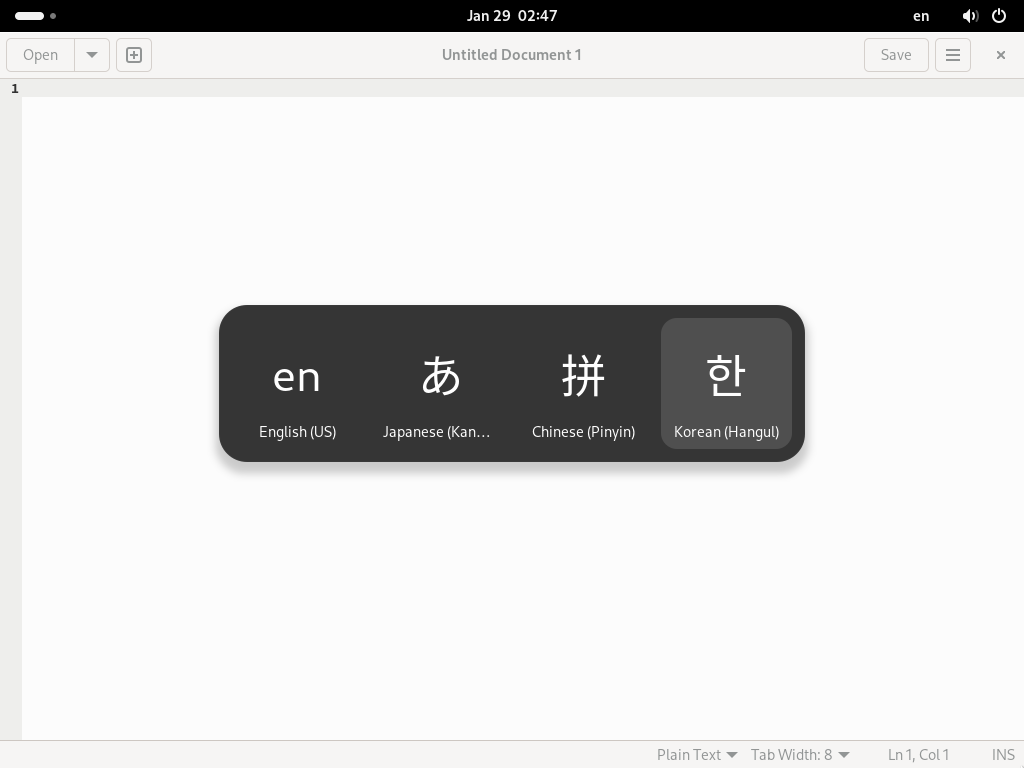 Jan 29 02:47
en
Open
Untitled Document 1
Save
1
en
あ
拼
한
English (US)
Japanese (Kan…
Chinese (Pinyin)
Korean (Hangul)
Plain Text
Tab Width: 8
Ln 1, Col 1
INS